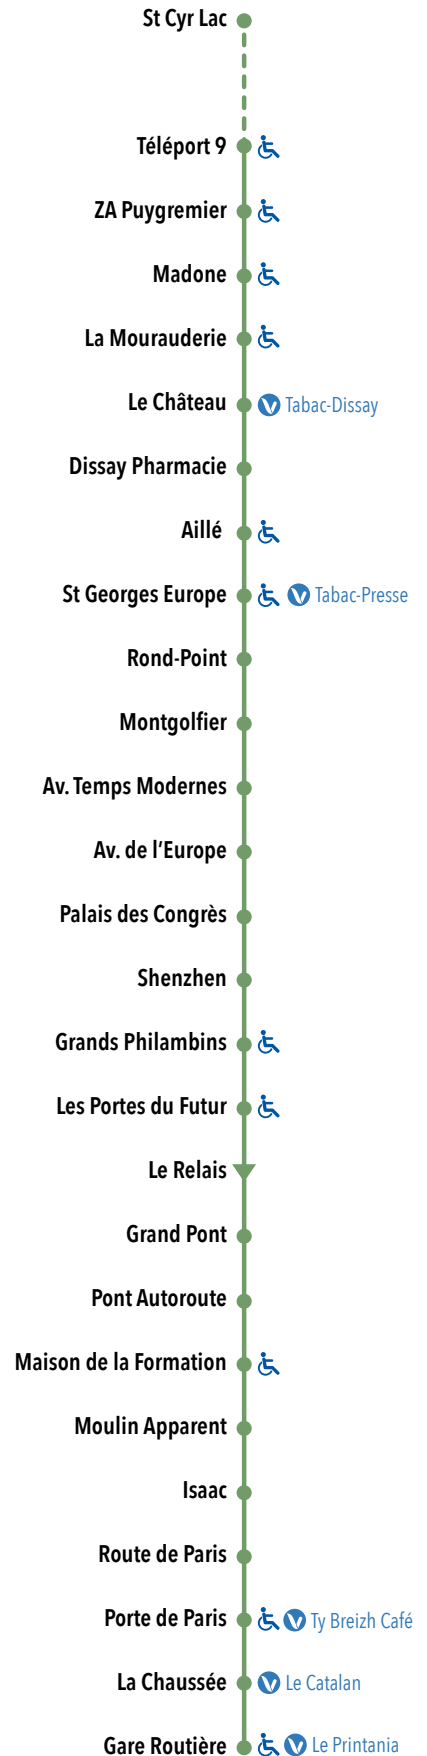 St Cyr Lac
Téléport 9
ZA Puygremier
Madone
La Mourauderie
Le Château Tabac-Dissay
Dissay Pharmacie
Aillé
St Georges Europe Tabac-Presse
Rond-Point
Montgolfier
Av. Temps Modernes
Av. de l’Europe
Palais des Congrès
Shenzhen
Grands Philambins
Les Portes du Futur
Le Relais
Grand Pont
Pont Autoroute
Maison de la Formation
Moulin Apparent
Isaac
Route de Paris
Porte de Paris Ty Breizh Café
La Chaussée Le Catalan
Gare Routière Le Printania